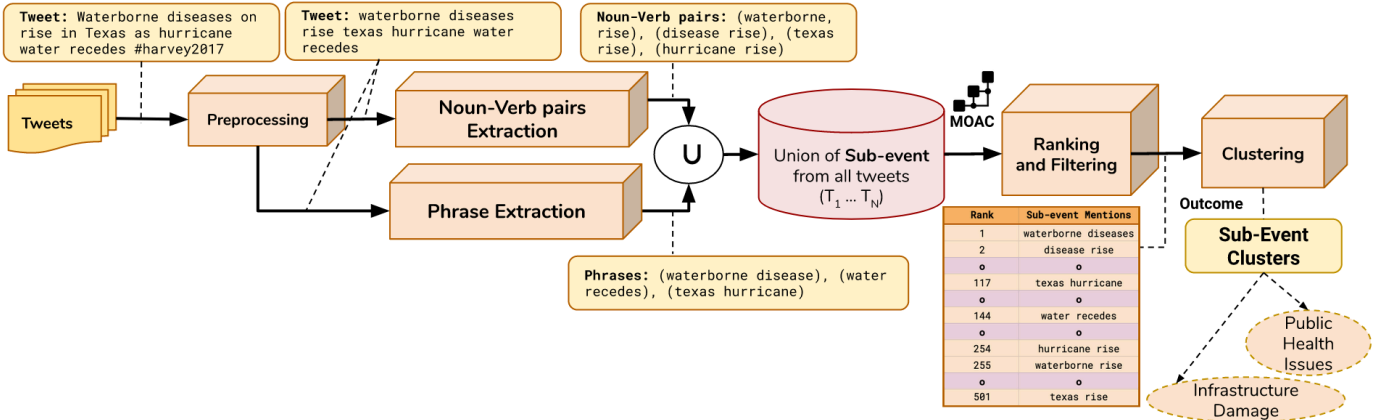 Tweet: Waterborne diseases on
rise in Texas as hurricane
water recedes #harvey2017
Tweet: waterborne diseases
rise texas hurricane water
recedes
Noun-Verb pairs: (waterborne,
rise), (disease rise), (texas
rise), (hurricane rise)
Tweets
Preprocessing
Noun-Verb pairs
Extraction
Phrase Extraction
U
Union of Sub-event
from all tweets
(T1 ... TN)
MOAC
Ranking
and Filtering
Clustering
Phrases: (waterborne disease), (water
recedes), (texas hurricane)
Rank Sub-event Mentions
1 waterborne diseases
2 disease rise
o o
117 texas hurricane
o o
144 water recedes
o o
254 hurricane rise
255 waterborne rise
o o
501 texas rise
Outcome
Sub-Event
Clusters
Public
Health
Issues
Infrastructure
Damage